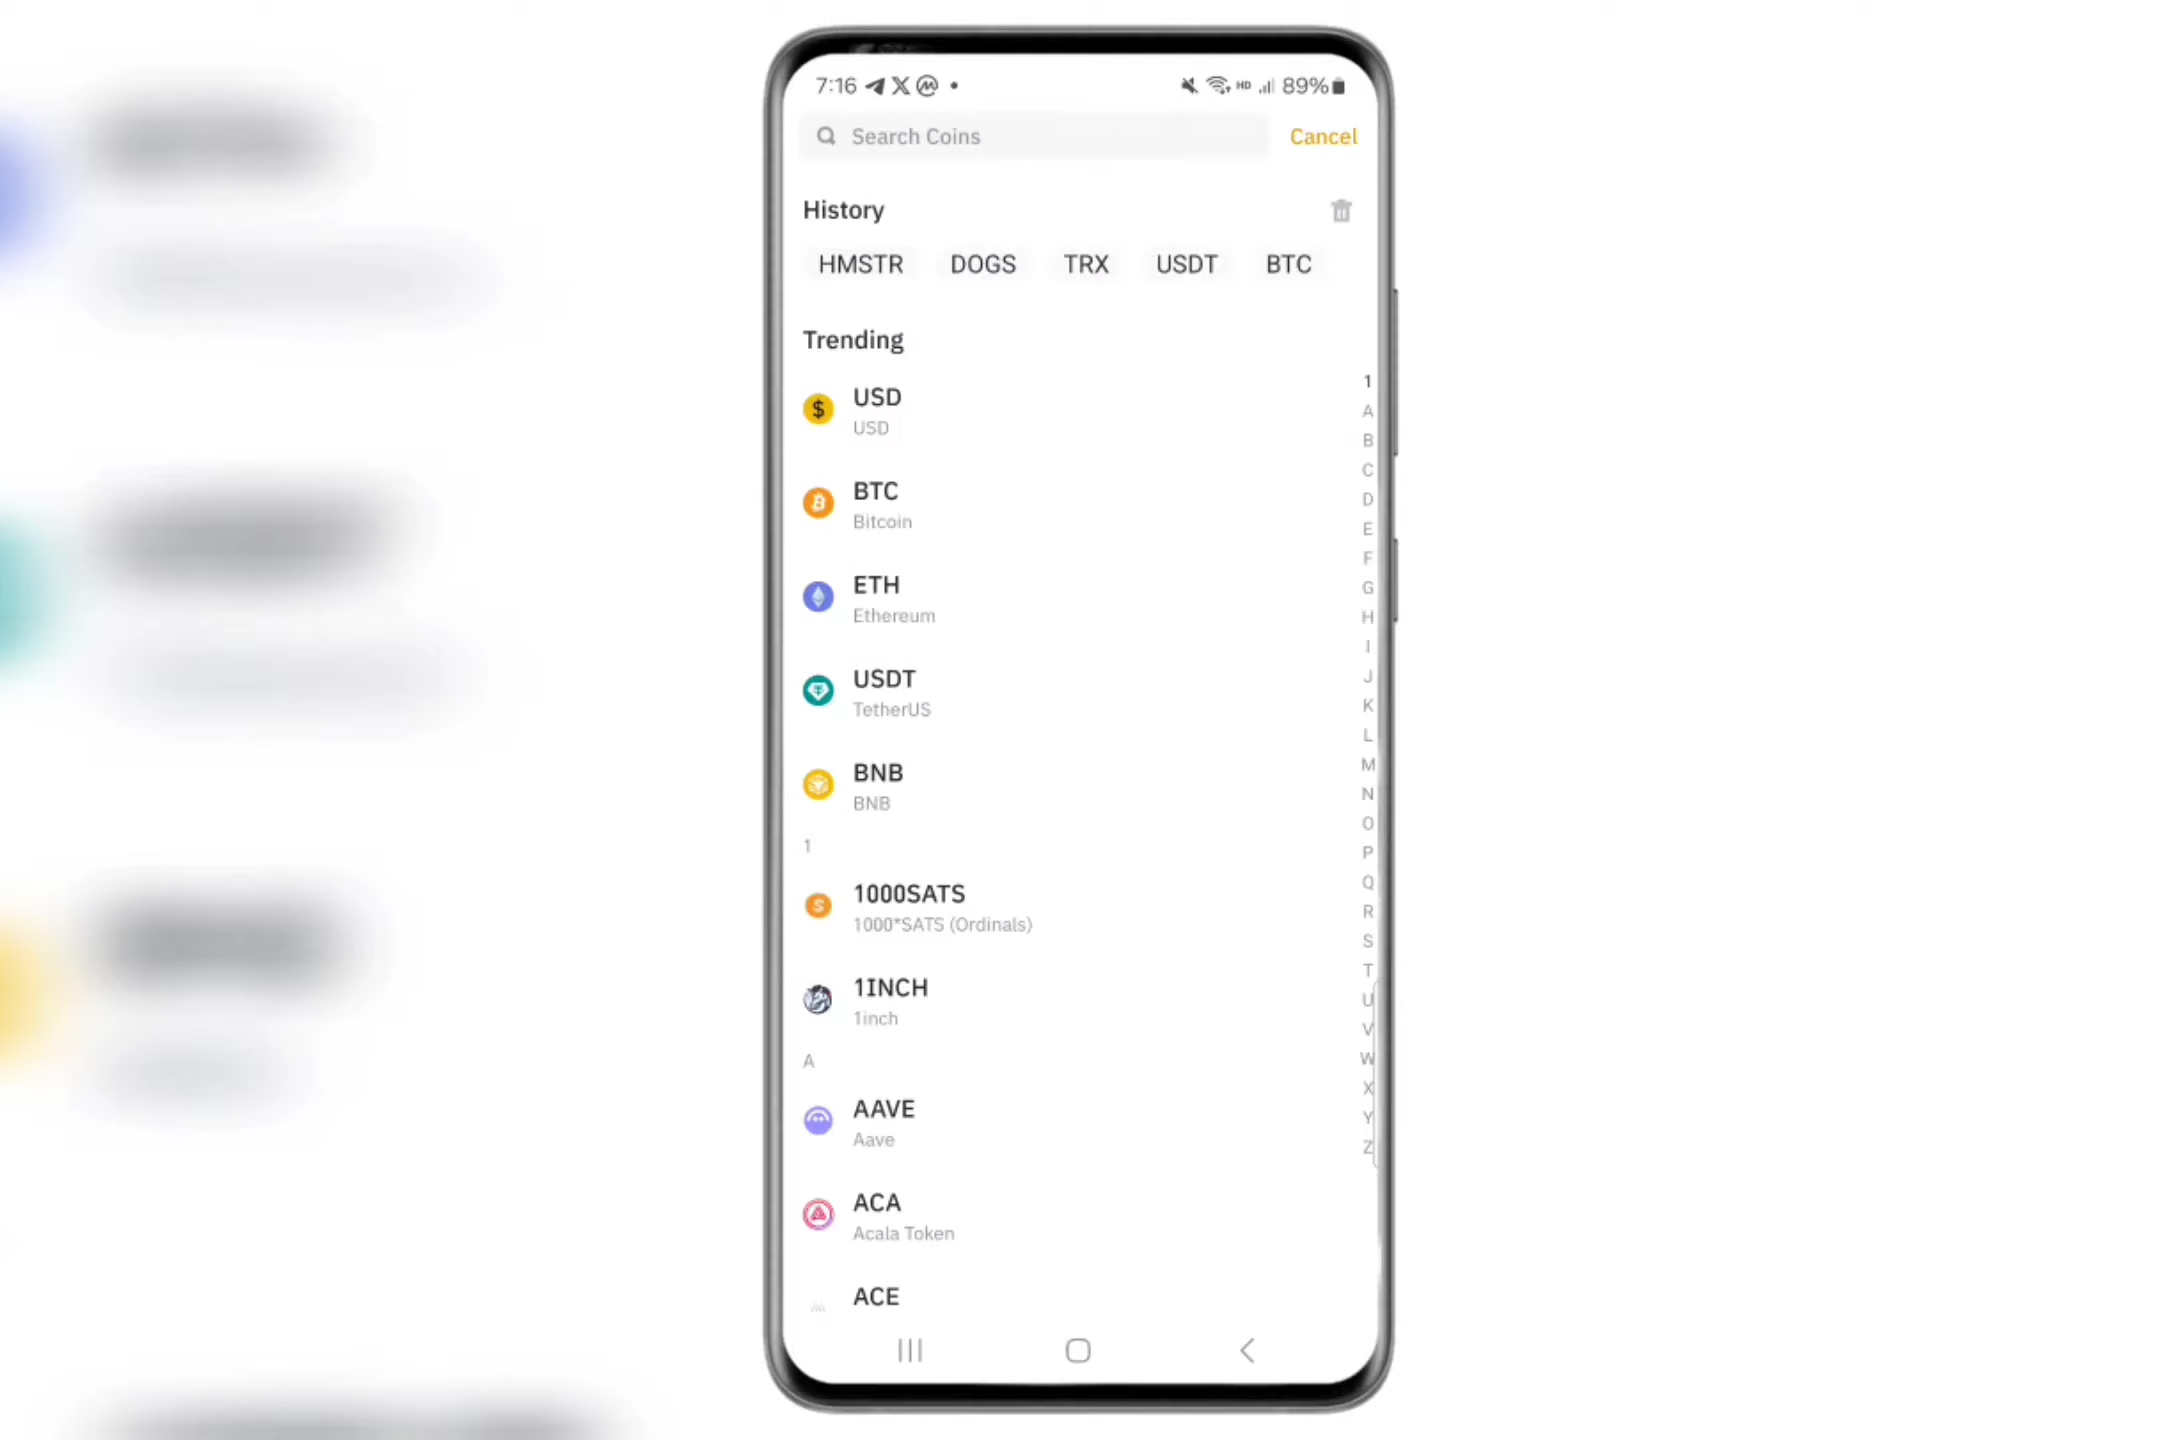 7:16 HD 89%
Search Coins Cancel
History
HMSTR DOGS TRX USDT BTC
Trending
USD
USD
BTC
Bitcoin
ETH
Ethereum
USDT
TetherUS
BNB
BNB
1
1000SATS
1000*SATS (Ordinals)
1INCH
1inch
A
AAVE
Aave
ACA
Acala Token
ACE
1
A
B
C
D
E
F
G
H
I
J
K
L
M
N
O
P
Q
R
S
T
U
V
W
X
Y
Z